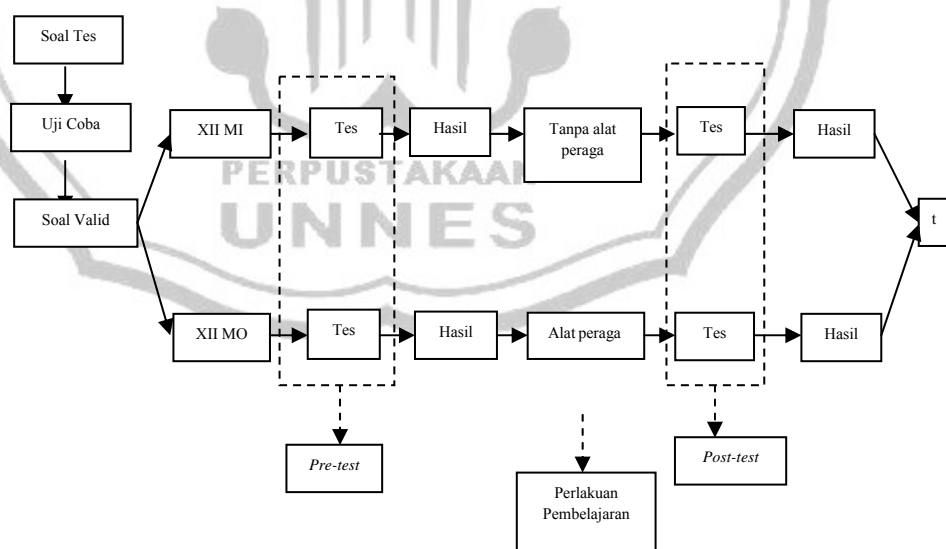 Soal Tes
Uji Coba
Soal Valid
XII MI
Tes
Hasil
Tanpa alat
peraga
Tes
Hasil
t
XII MO
Tes
Hasil
Alat peraga
Tes
Hasil
Pre-test
Perlakuan
Pembelajaran
Post-test
PERPUSTAKAAN
UNNES